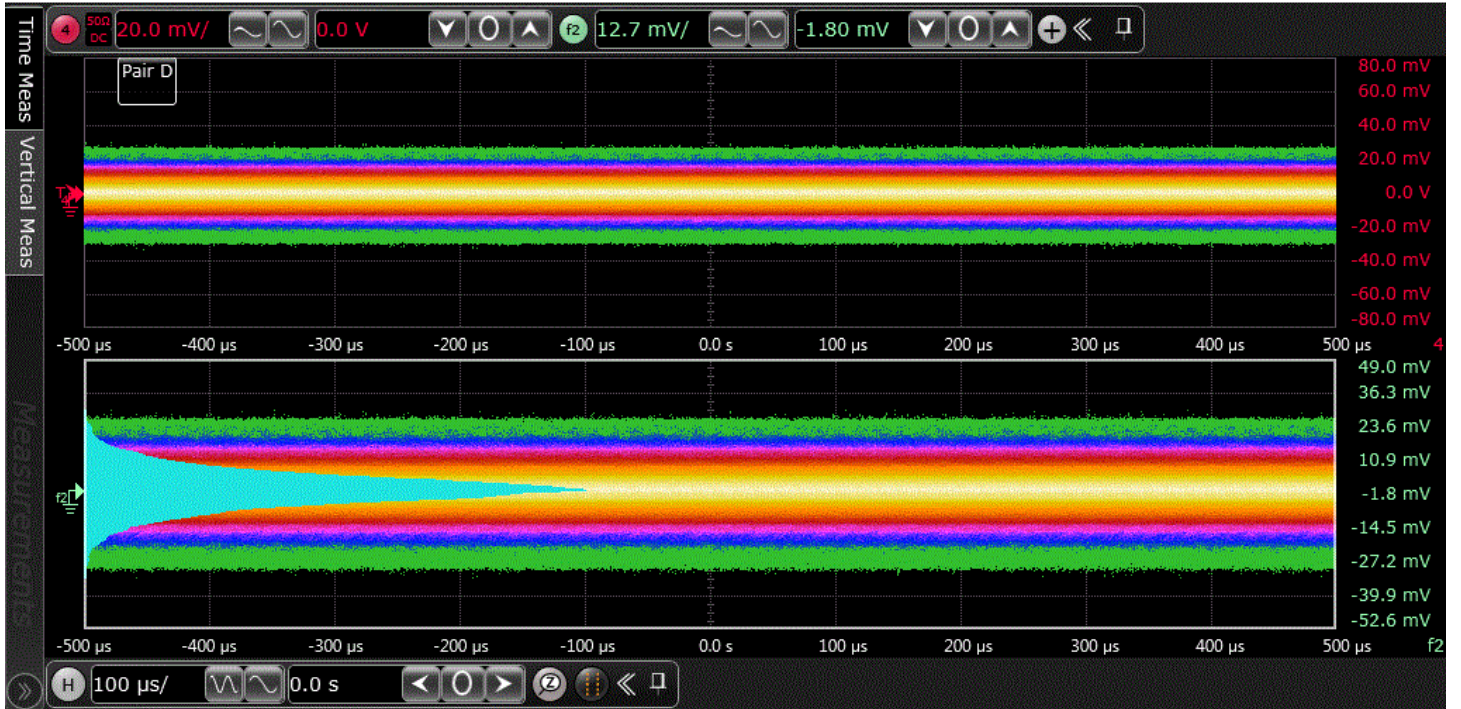 Time Meas
Vertical Meas
Measurements
4 50Ω DC 20.0 mV/ 0.0 V f2 12.7 mV/ -1.80 mV
Pair D
80.0 mV
60.0 mV
40.0 mV
20.0 mV
0.0 V
-20.0 mV
-40.0 mV
-60.0 mV
-80.0 mV
-500 µs -400 µs -300 µs -200 µs -100 µs 0.0 s 100 µs 200 µs 300 µs 400 µs 500 µs 4
49.0 mV
36.3 mV
23.6 mV
10.9 mV
-1.8 mV
-14.5 mV
-27.2 mV
-39.9 mV
-52.6 mV
f2
-500 µs -400 µs -300 µs -200 µs -100 µs 0.0 s 100 µs 200 µs 300 µs 400 µs 500 µs f2
H 100 µs/ 0.0 s Z